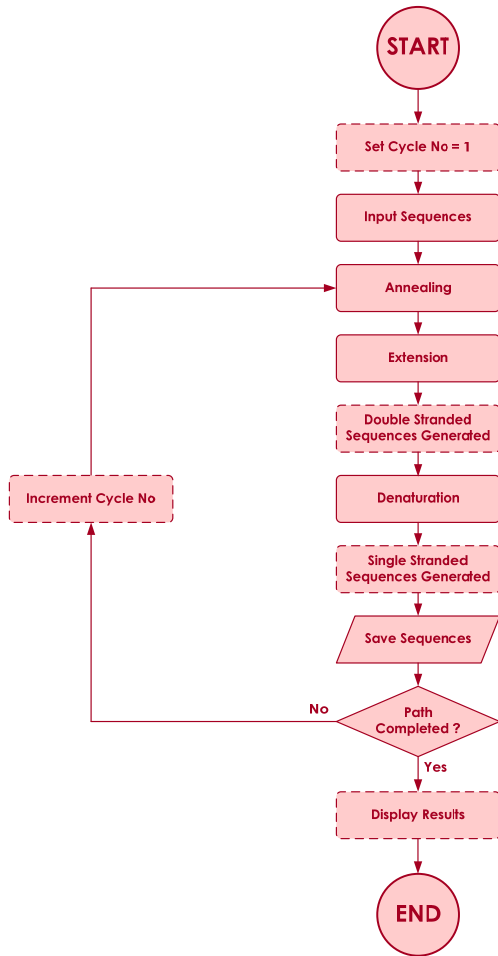 START
Set Cycle No = 1
Input Sequences
Annealing
Extension
Double Stranded
Sequences Generated
Increment Cycle No
Denaturation
Single Stranded
Sequences Generated
Save Sequences
No
Path
Completed ?
Yes
Display Results
END